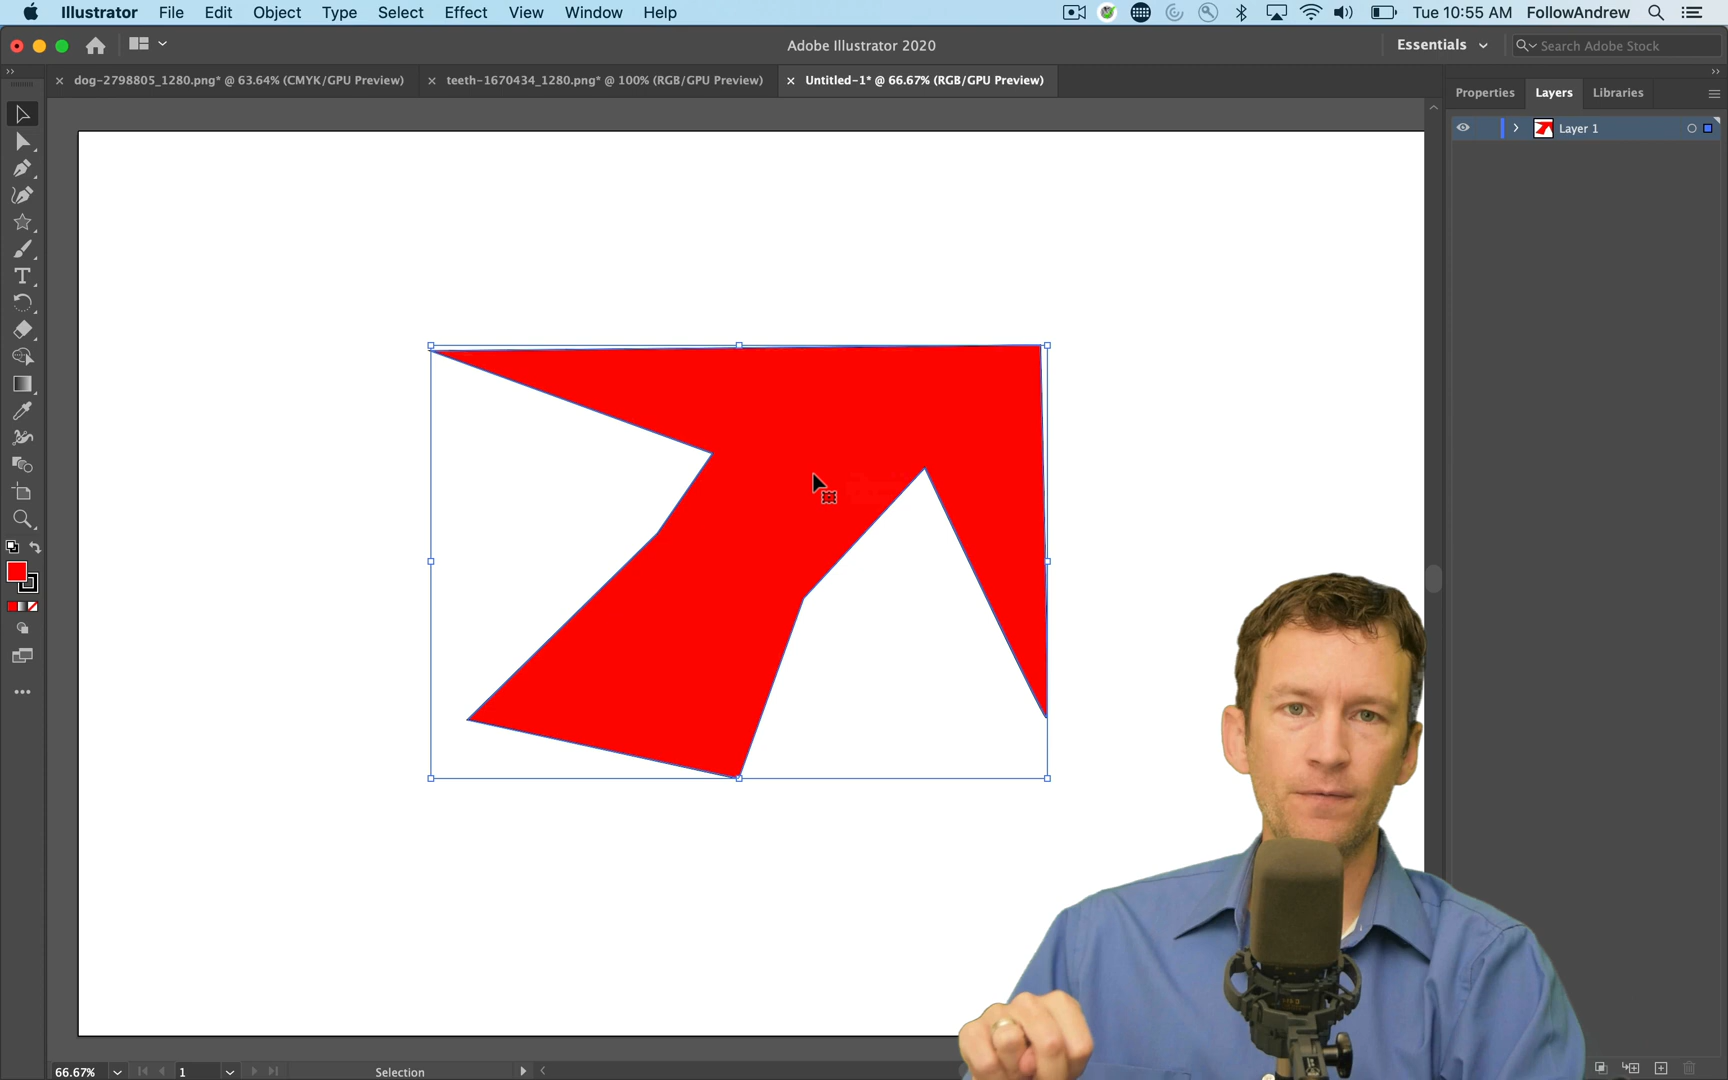 Illustrator File Edit Object Type Select Effect View Window Help Tue 10:55 AM FollowAndrew
Adobe Illustrator 2020 Essentials Search Adobe Stock
dog-2798805_1280.png* @ 63.64% (CMYK/GPU Preview) teeth-1670434_1280.png* @ 100% (RGB/GPU Preview) Untitled-1* @ 66.67% (RGB/GPU Preview)
Properties Layers Libraries
Layer 1
66.67% 1 Selection